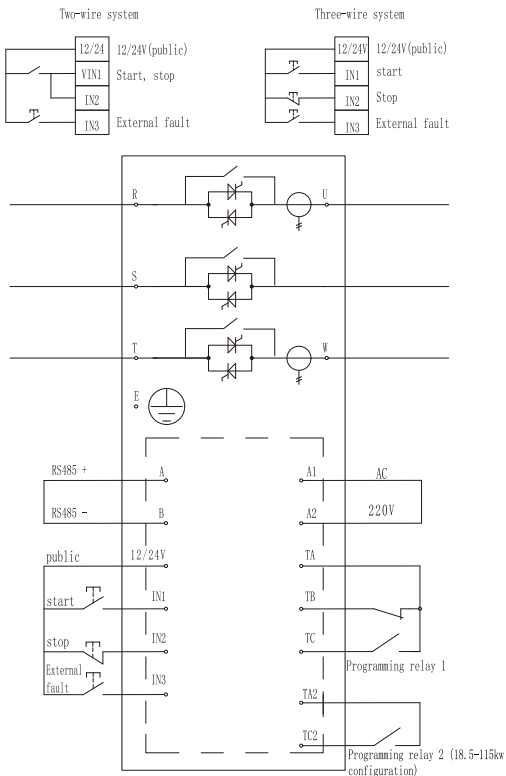 Two-wire system
Three-wire system
12/24
12/24V(public)
VIN1
Start, stop
IN2
IN3
External fault
12/24V
12/24V(public)
IN1
start
IN2
Stop
IN3
External fault
R
U
S
T
W
E
RS485 +
A
A1
AC
RS485 -
B
A2
220V
public
12/24V
TA
start
IN1
TB
stop
IN2
TC
External
fault
IN3
Programming relay 1
TA2
TC2
Programming relay 2 (18.5-115kw
configuration)